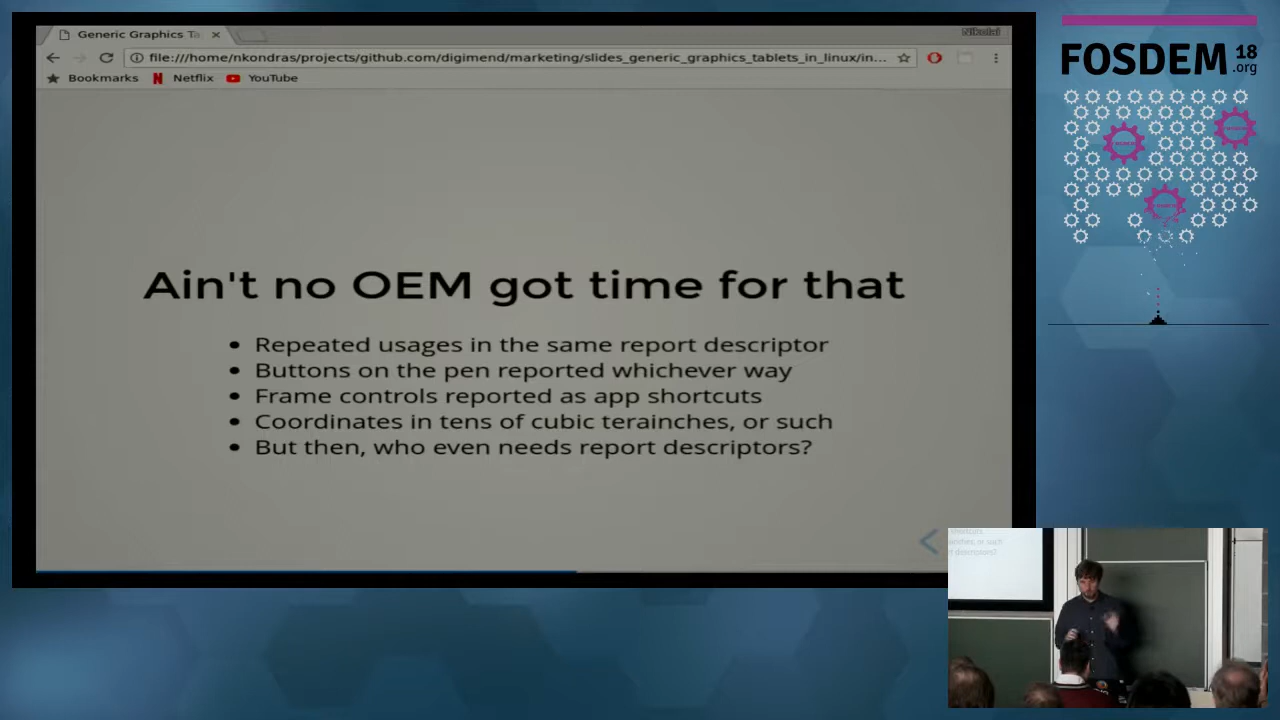 Generic Graphics Ta
Nikolai
file:///home/nkondras/projects/github.com/digimend/marketing/slides_generic_graphics_tablets_in_linux/in...
Bookmarks Netflix YouTube
Ain't no OEM got time for that
• Repeated usages in the same report descriptor
• Buttons on the pen reported whichever way
• Frame controls reported as app shortcuts
• Coordinates in tens of cubic terainches, or such
• But then, who even needs report descriptors?
FOSDEM 18
.org